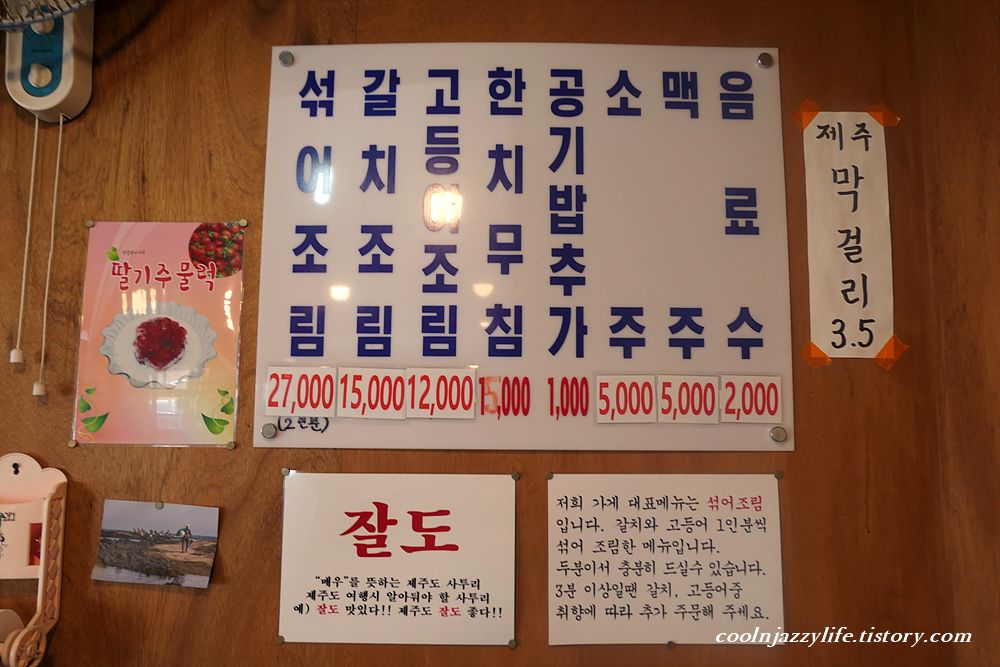 섞어조림
27,000
(2인분)
갈치조림
15,000
고등어조림
12,000
한치무침
15,000
공기밥추가
1,000
소주
5,000
맥주
5,000
음료수
2,000
제주
막걸리
3.5
딸기주물럭
잘도
"매우"를 뜻하는 제주도 사투리
제주도 여행시 알아둬야 할 사투리
예) 잘도 맛있다!! 제주도 잘도 좋다!!
저희 가게 대표메뉴는 섞어조림
입니다. 갈치와 고등어 1인분씩
섞어 조림한 메뉴입니다.
두분이서 충분히 드실수 있습니다.
3분 이상일땐 갈치, 고등어중
취향에 따라 추가 주문해 주세요.
coolnjazzylife.tistory.com